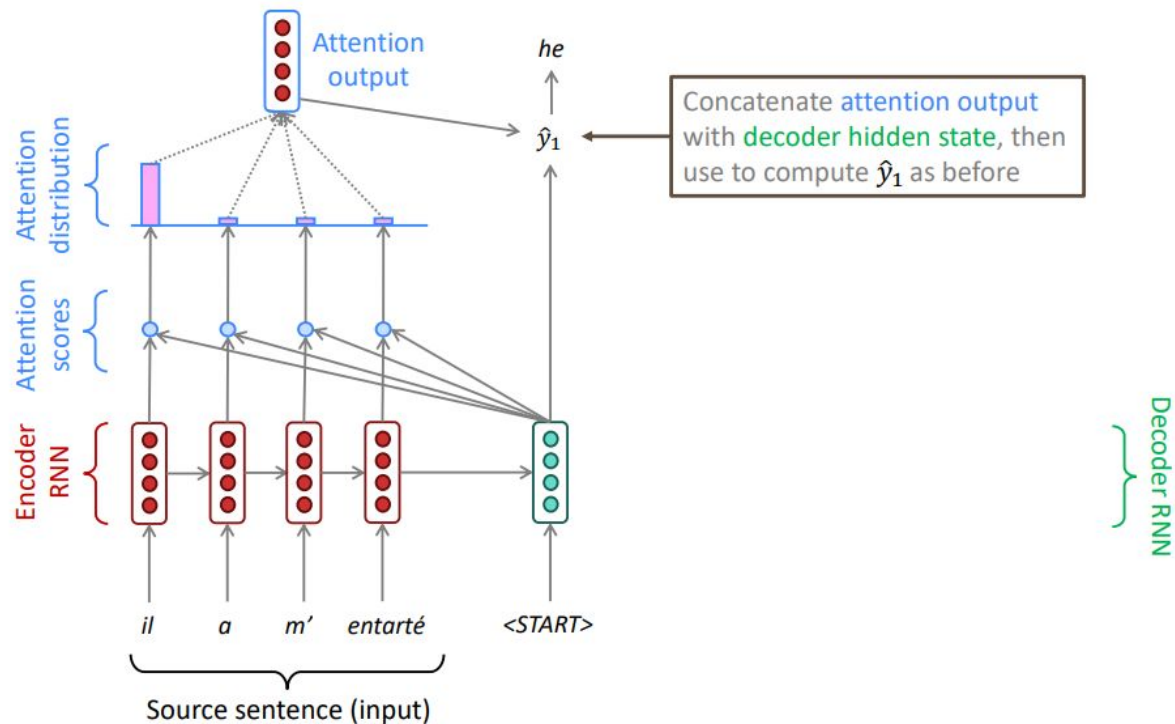 Attention
output
he
Concatenate attention output
with decoder hidden state, then
use to compute ŷ₁ as before
ŷ₁
Attention
distribution
Attention
scores
Encoder
RNN
Decoder RNN
il a m' entarté <START>
Source sentence (input)